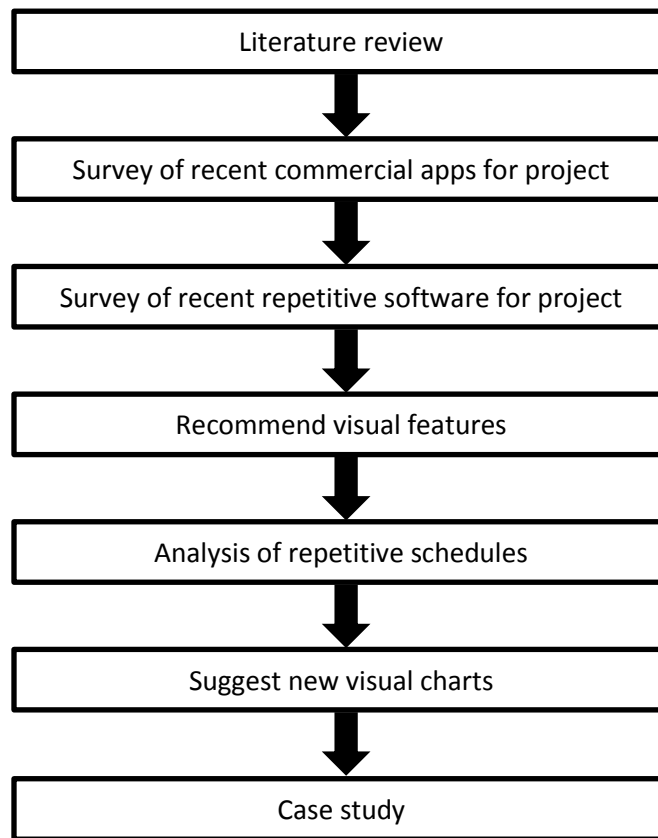 Literature review
Survey of recent commercial apps for project
Survey of recent repetitive software for project
Recommend visual features
Analysis of repetitive schedules
Suggest new visual charts
Case study